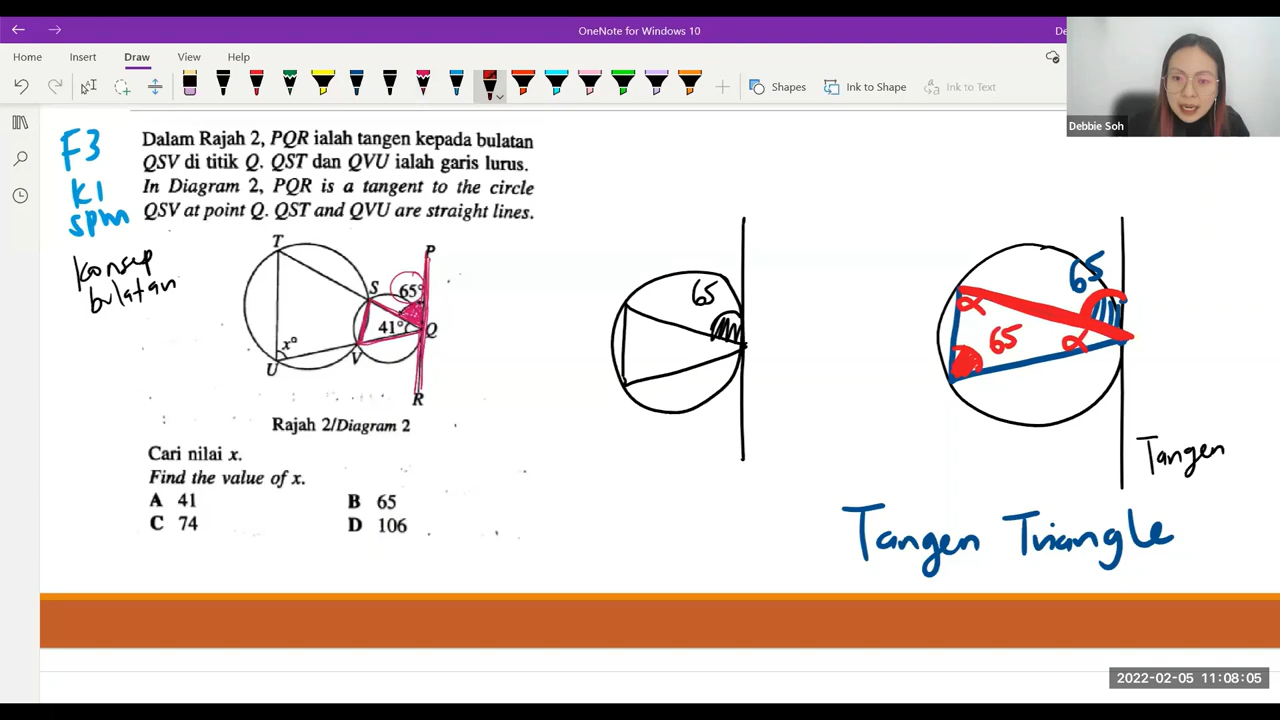 OneNote for Windows 10
De
Home
Insert
Draw
View
Help
Shapes
Ink to Shape
Ink to Text
Debbie Soh
F3
K1
spm
Konsep
bulatan
Dalam Rajah 2, PQR ialah tangen kepada bulatan
QSV di titik Q. QST dan QVU ialah garis lurus.
In Diagram 2, PQR is a tangent to the circle
QSV at point Q. QST and QVU are straight lines.
T
P
S
65°
41°
Q
x°
U
V
R
Rajah 2/Diagram 2
Cari nilai x.
Find the value of x.
A 41
B 65
C 74
D 106
65
65
α
65
α
Tangen
Tangen Triangle
2022-02-05 11:08:05